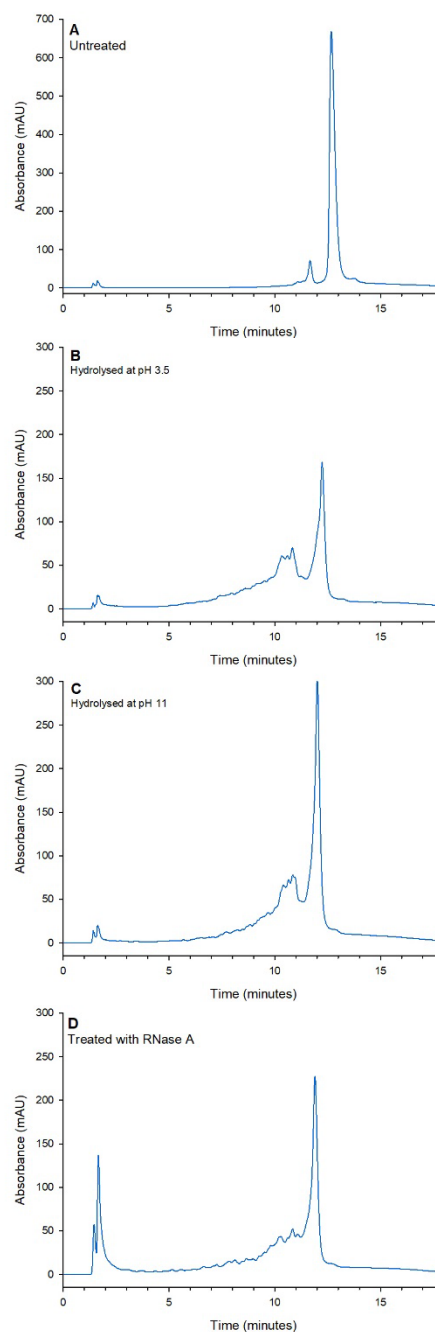 A
Untreated
700
600
500
400
300
200
100
0
Absorbance (mAU)
0 5 10 15
Time (minutes)
B
Hydrolysed at pH 3.5
300
250
200
150
100
50
0
Absorbance (mAU)
0 5 10 15
Time (minutes)
C
Hydrolysed at pH 11
300
250
200
150
100
50
0
Absorbance (mAU)
0 5 10 15
Time (minutes)
D
Treated with RNase A
300
250
200
150
100
50
0
Absorbance (mAU)
0 5 10 15
Time (minutes)